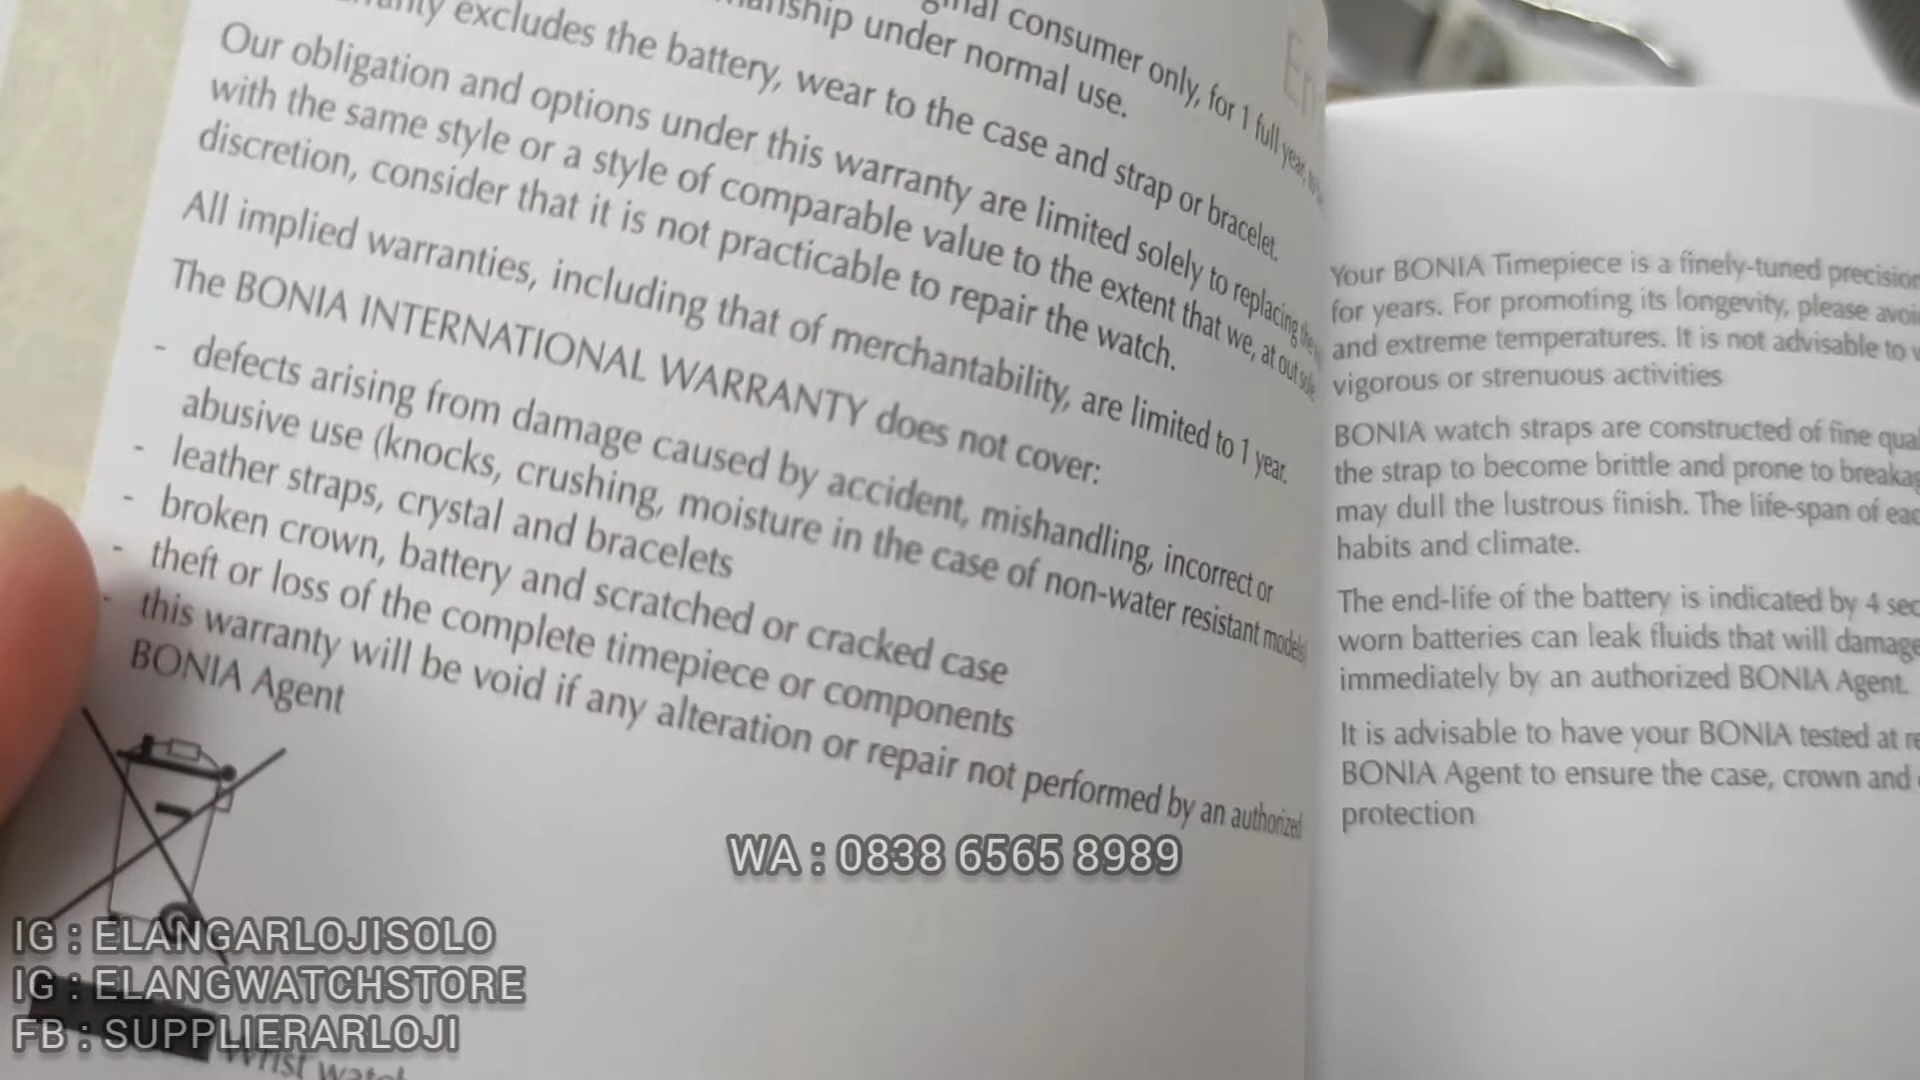 consumer only, for 1 full year,
under normal use.
excludes the battery, wear to the case and strap or bracelet.
Our obligation and options under this warranty are limited solely to replacing the
with the same style or a style of comparable value to the extent that we, at our sole
discretion, consider that it is not practicable to repair the watch.
All implied warranties, including that of merchantability, are limited to 1 year.
The BONIA INTERNATIONAL WARRANTY does not cover:
- defects arising from damage caused by accident, mishandling, incorrect or
abusive use (knocks, crushing, moisture in the case of non-water resistant models)
- leather straps, crystal and bracelets
- broken crown, battery and scratched or cracked case
- theft or loss of the complete timepiece or components
- this warranty will be void if any alteration or repair not performed by an authorized
BONIA Agent
Wrist
Your BONIA Timepiece is a finely-tuned precision
for years. For promoting its longevity, please
and extreme temperatures. It is not advisable to
vigorous or strenuous activities
BONIA watch straps are constructed of fine
the strap to become brittle and prone to
may dull the lustrous finish. The life-span of
habits and climate.
The end-life of the battery is indicated by 4
worn batteries can leak fluids that will damage
immediately by an authorized BONIA Agent.
It is advisable to have your BONIA tested at
BONIA Agent to ensure the case, crown and
protection
WA : 0838 6565 8989
IG : ELANGARLOJISOLO
IG : ELANGWATCHSTORE
FB : SUPPLIERARLOJI